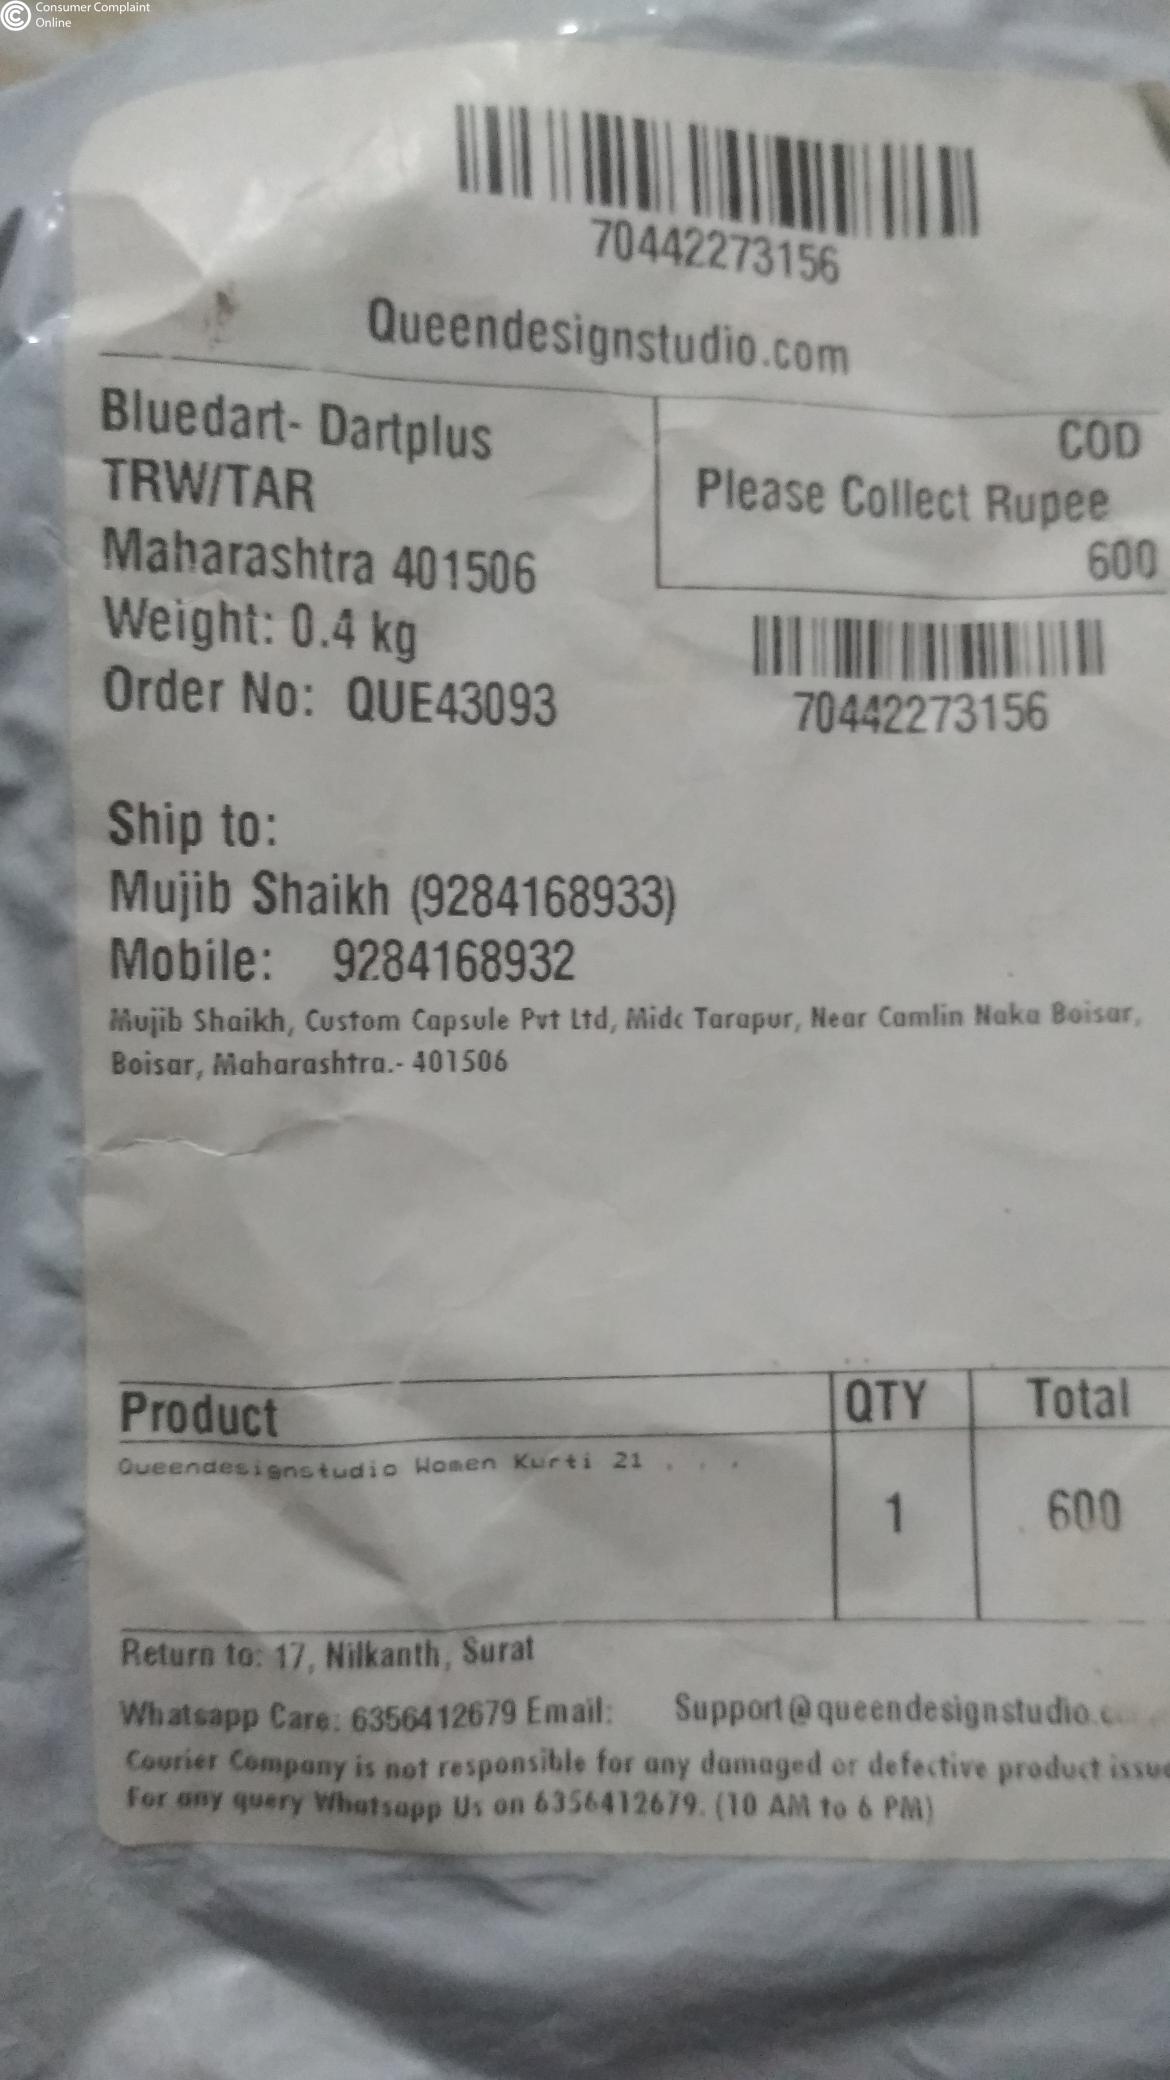 Consumer Complaint
Online
70442273156
Queendesignstudio.com
Bluedart- Dartplus
TRW/TAR
Maharashtra 401506
Weight: 0.4 kg
Order No: QUE43093
COD
Please Collect Rupee
600
70442273156
Ship to:
Mujib Shaikh (9284168933)
Mobile: 9284168932
Mujib Shaikh, Custom Capsule Pvt Ltd, Midc Tarapur, Near Camlin Naka Boisar,
Boisar, Maharashtra.- 401506
Product QTY Total
Queendesignstudio Women Kurti 21 . . .
1 600
Return to: 17, Nilkanth, Surat
Whatsapp Care: 6356412679 Email: Support@queendesignstudio.c
Courier Company is not responsible for any damaged or defective product issue
For any query Whatsapp Us on 6356412679. (10 AM to 6 PM)